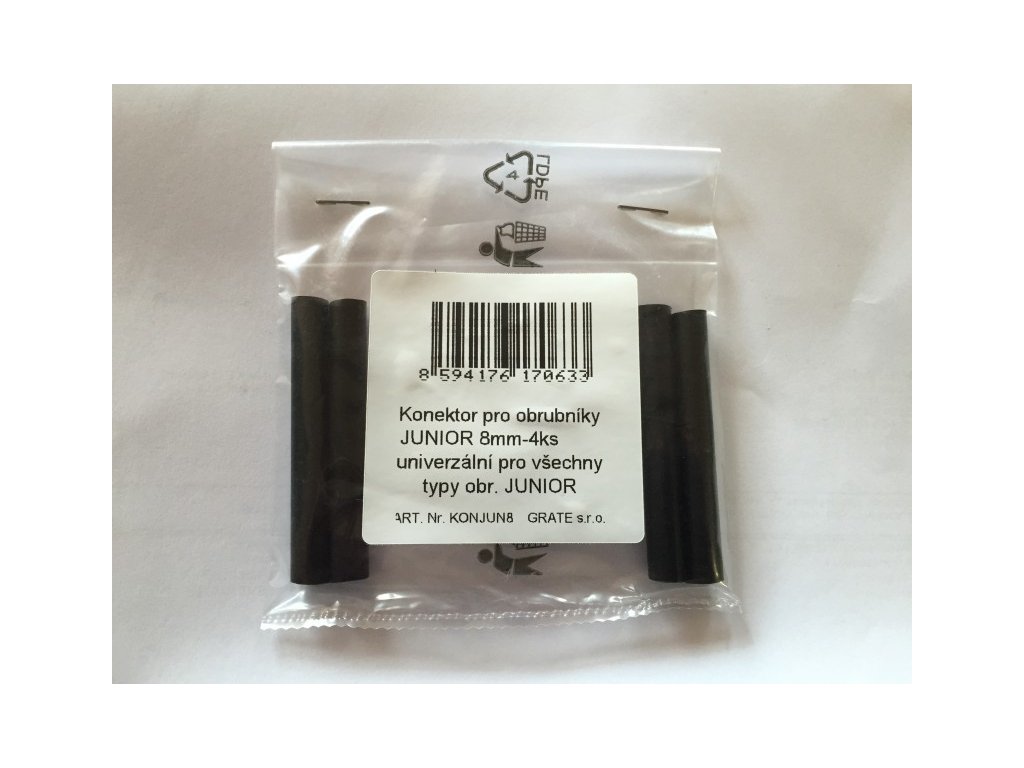 4
LDPE
8 594176 170633
Konektor pro obrubníky
JUNIOR 8mm-4ks
univerzální pro všechny
typy obr. JUNIOR
ART. Nr. KONJUN8 GRATE s.r.o.